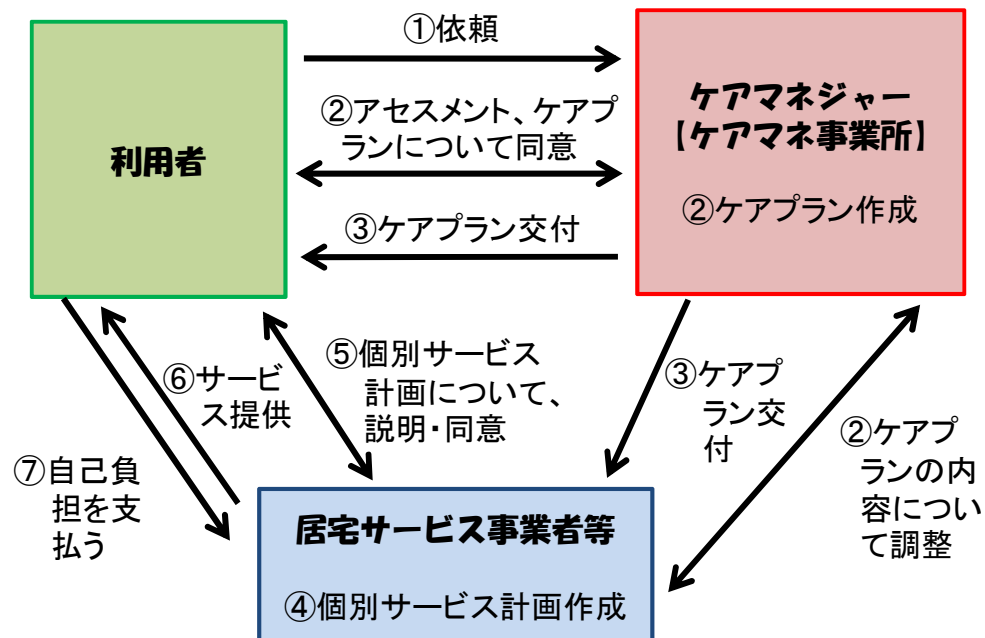 ①依頼
②アセスメント、ケアプ
ランについて同意
③ケアプラン交付
利用者
ケアマネジャー
【ケアマネ事業所】
②ケアプラン作成
⑥サービ
ス提供
⑤個別サービス
計画について、
説明・同意
③ケアプ
ラン交
付
②ケアプ
ランの内
容につい
て調整
⑦自己負
担を支
払う
居宅サービス事業者等
④個別サービス計画作成